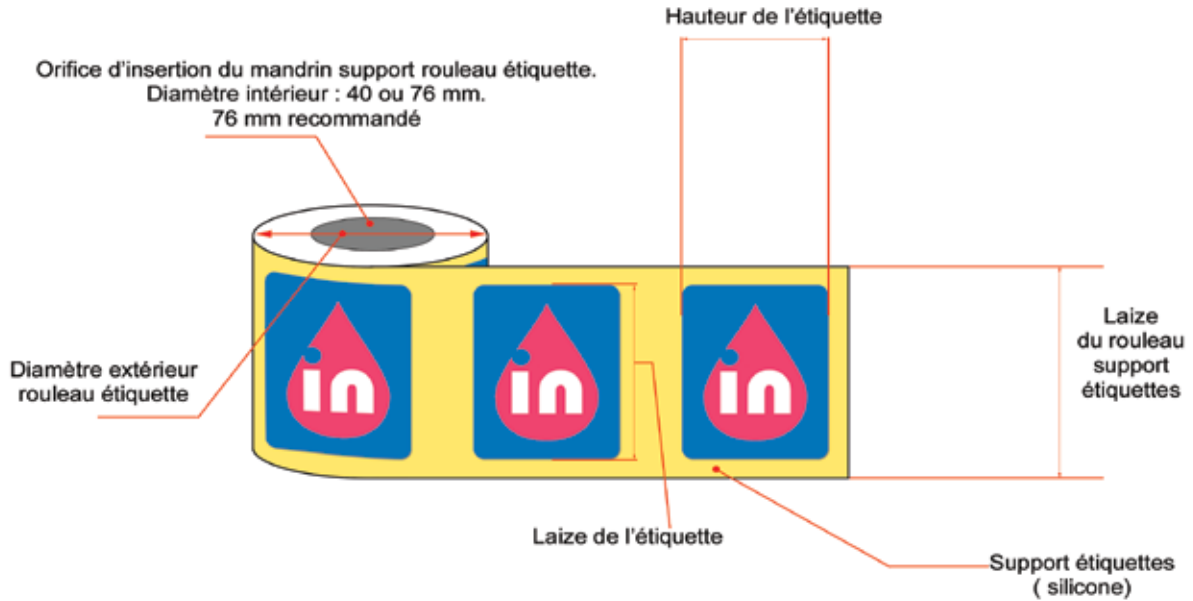 Hauteur de l'étiquette
Orifice d'insertion du mandrin support rouleau étiquette.
Diamètre intérieur : 40 ou 76 mm.
76 mm recommandé
Laize
du rouleau
support
étiquettes
Diamètre extérieur
rouleau étiquette
in
in
in
Laize de l'étiquette
Support étiquettes
( silicone)